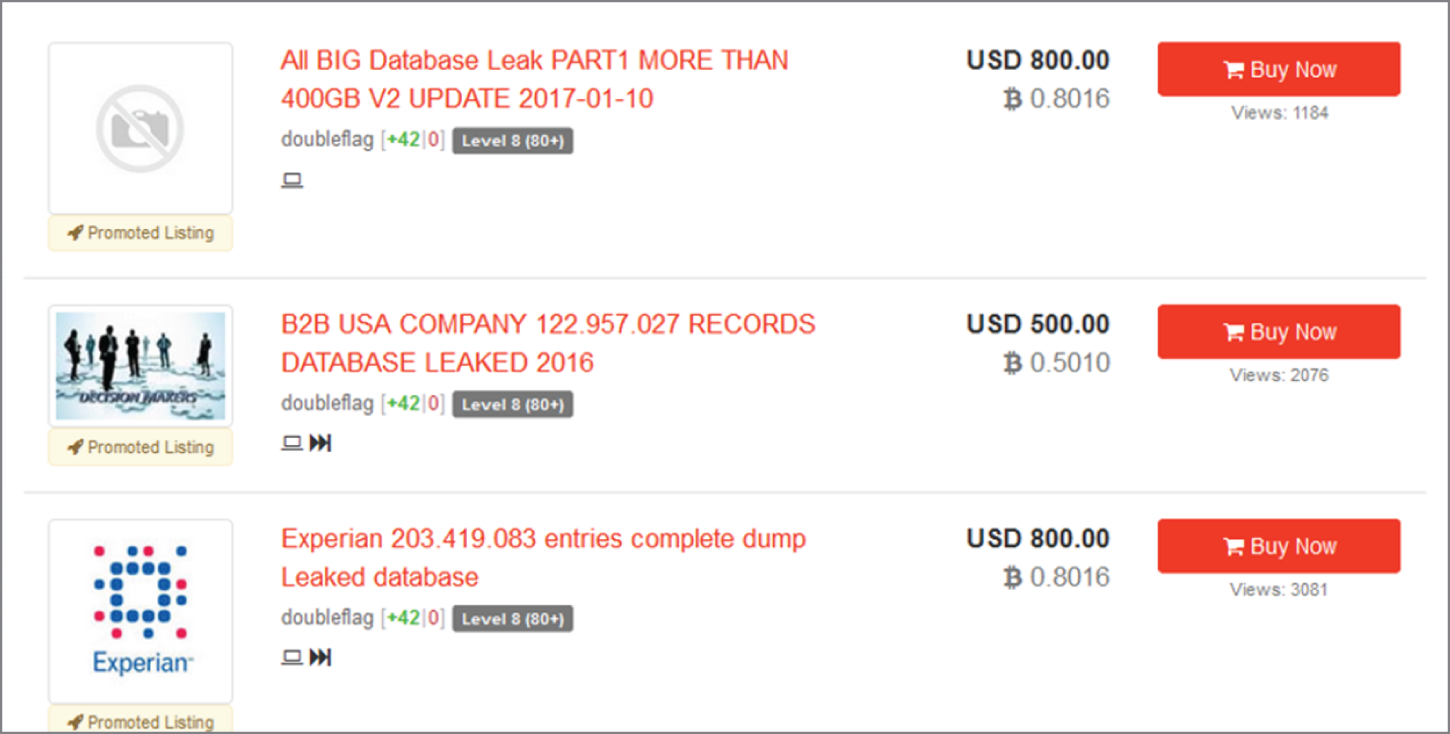 All BIG Database Leak PART1 MORE THAN
400GB V2 UPDATE 2017-01-10
doubleflag [+42|0] Level 8 (80+)
USD 800.00
0.8016
Buy Now
Views: 1184
Promoted Listing
B2B USA COMPANY 122.957.027 RECORDS
DATABASE LEAKED 2016
doubleflag [+42|0] Level 8 (80+)
USD 500.00
0.5010
Buy Now
Views: 2076
DECISION MAKERS
Promoted Listing
Experian 203.419.083 entries complete dump
Leaked database
doubleflag [+42|0] Level 8 (80+)
USD 800.00
0.8016
Buy Now
Views: 3081
Experian
Promoted Listing